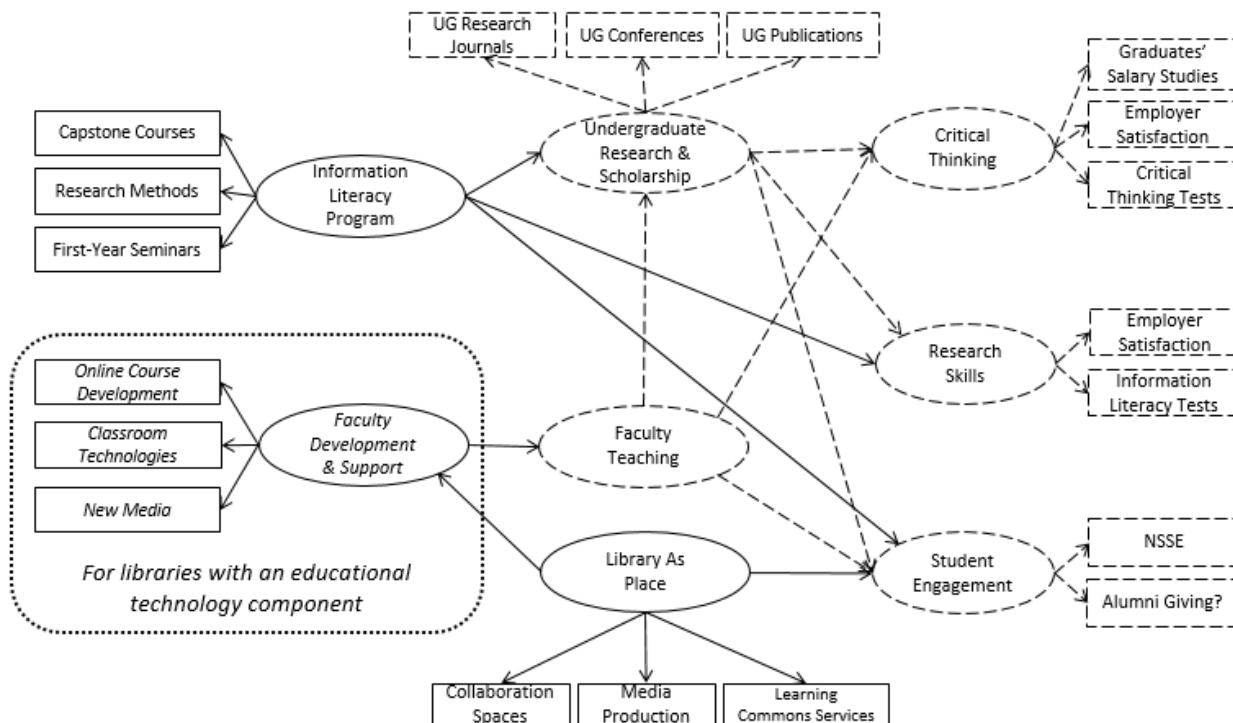 UG Research
Journals
UG Conferences
UG Publications
Graduates’
Salary Studies
Employer
Satisfaction
Critical
Thinking Tests
Capstone Courses
Research Methods
First-Year Seminars
Information
Literacy
Program
Undergraduate
Research &
Scholarship
Critical
Thinking
Online Course
Development
Classroom
Technologies
New Media
Faculty
Development
& Support
For libraries with an educational
technology component
Faculty
Teaching
Research
Skills
Employer
Satisfaction
Information
Literacy Tests
Library As
Place
Student
Engagement
NSSE
Alumni Giving?
Collaboration
Spaces
Media
Production
Learning
Commons Services